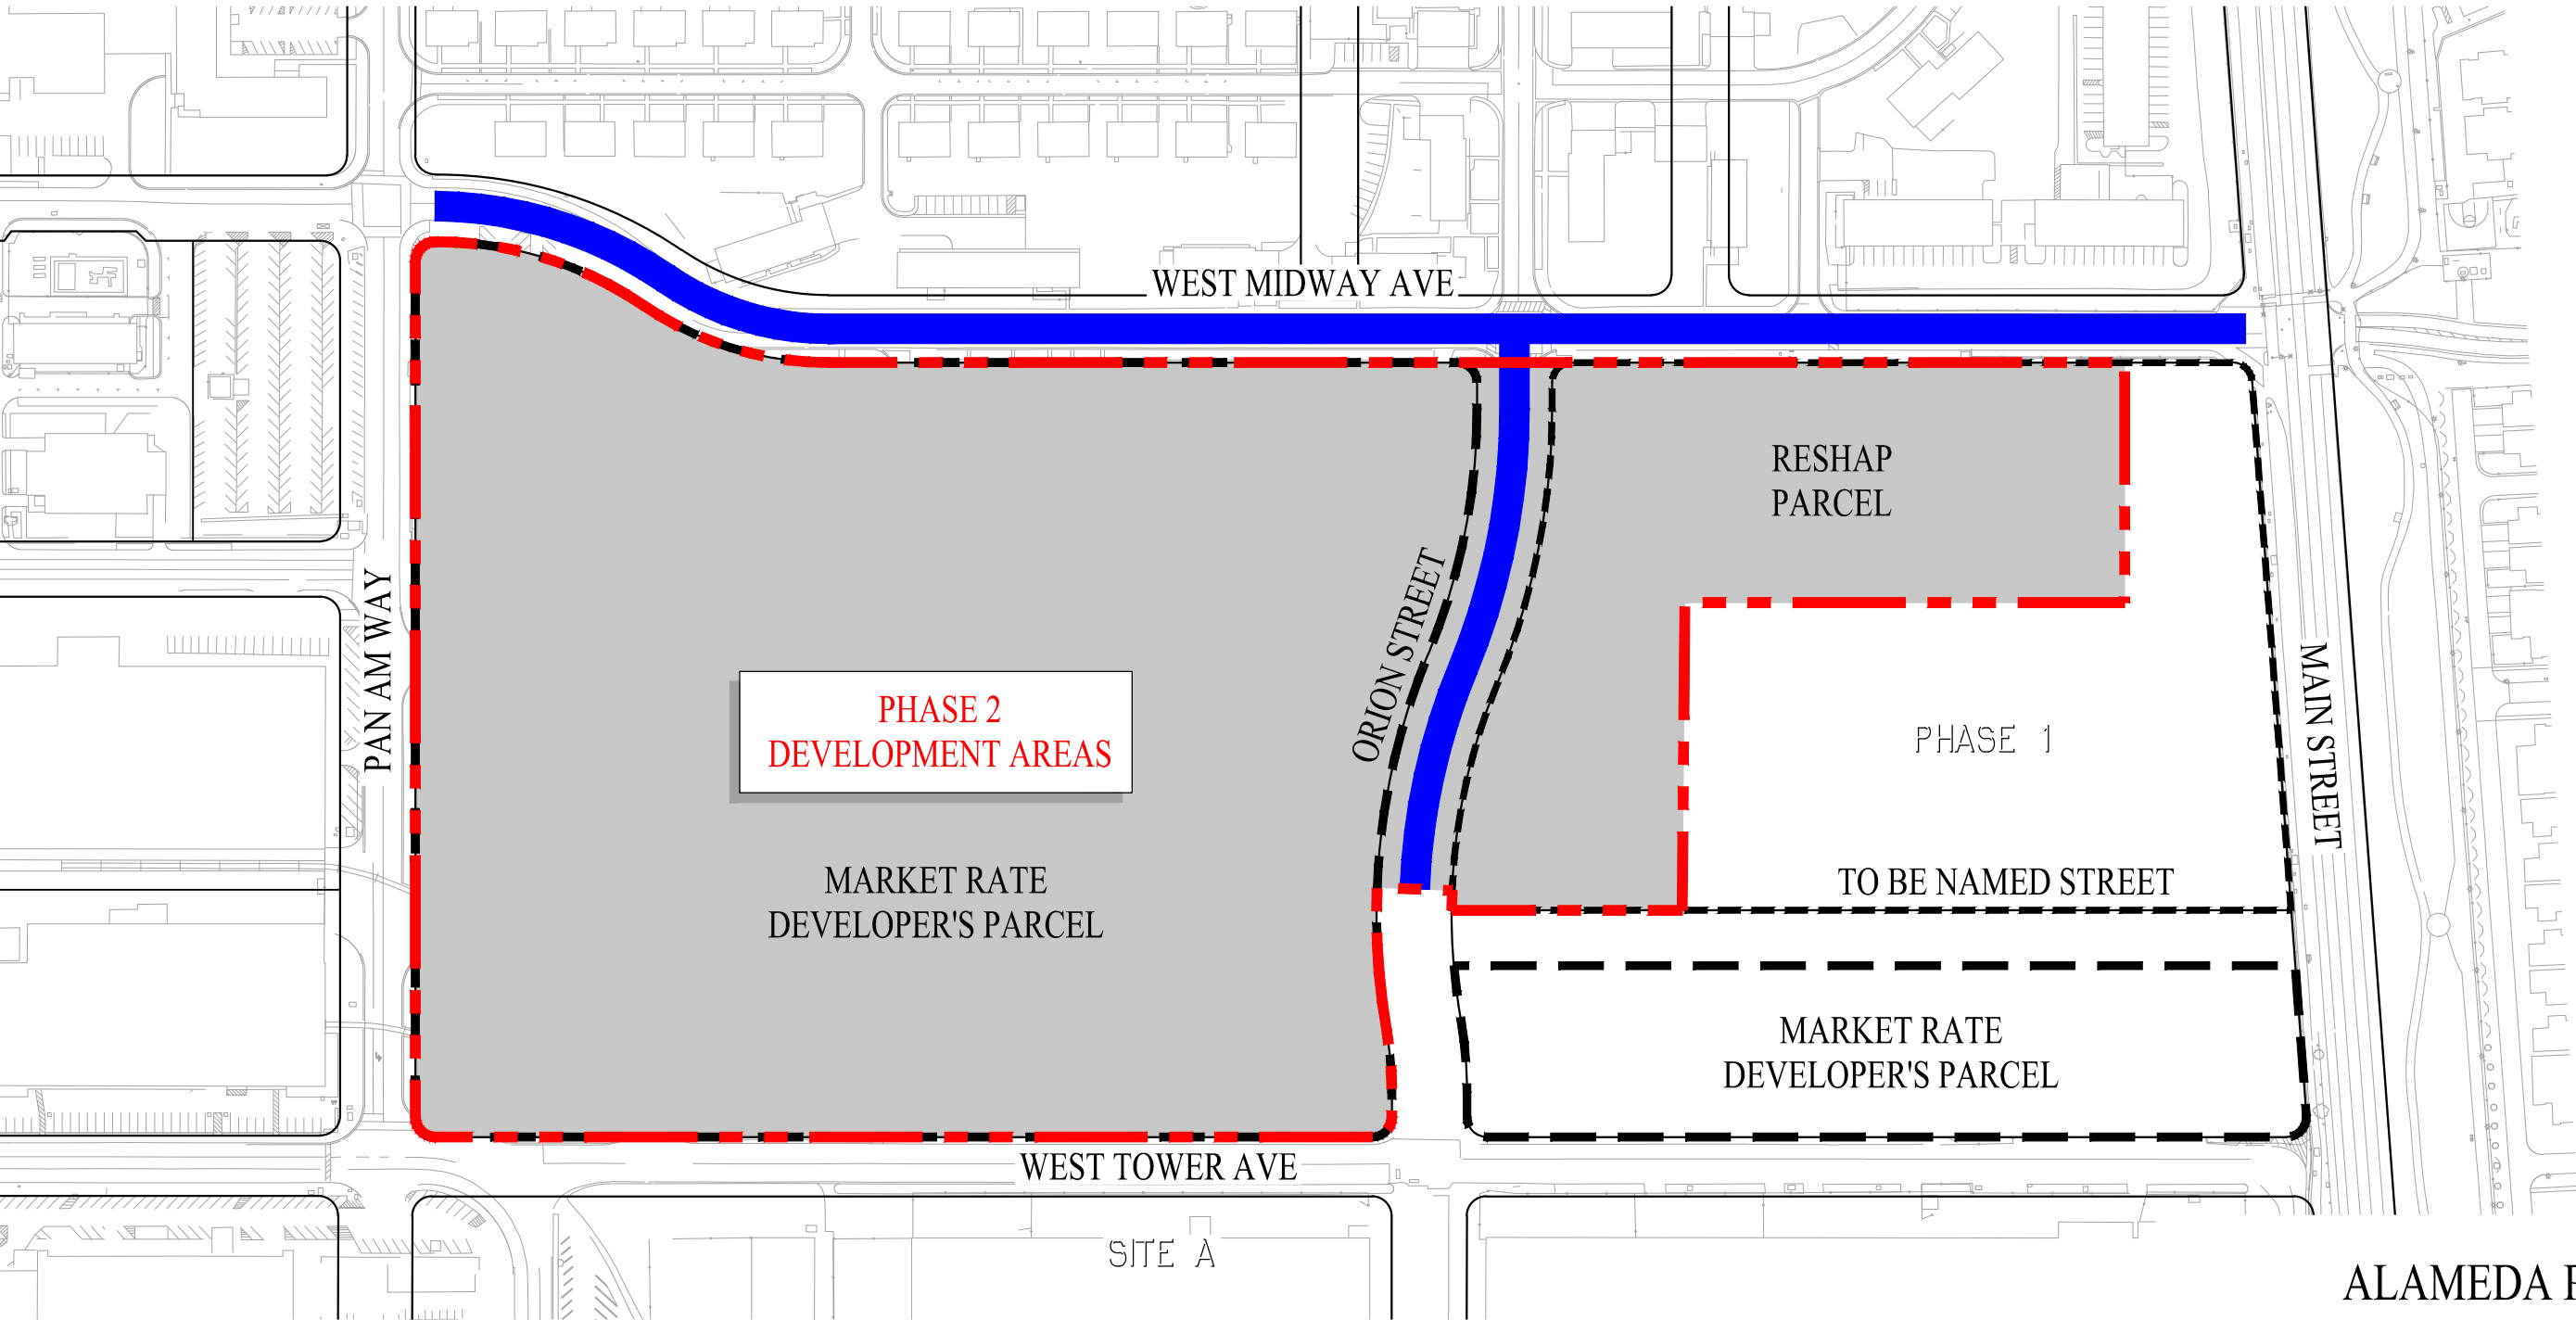 WEST MIDWAY AVE
RESHAP
PARCEL
ORION STREET
PAN AM WAY
PHASE 2
DEVELOPMENT AREAS
PHASE 1
MAIN STREET
MARKET RATE
DEVELOPER'S PARCEL
TO BE NAMED STREET
MARKET RATE
DEVELOPER'S PARCEL
WEST TOWER AVE
SITE A
ALAMEDA